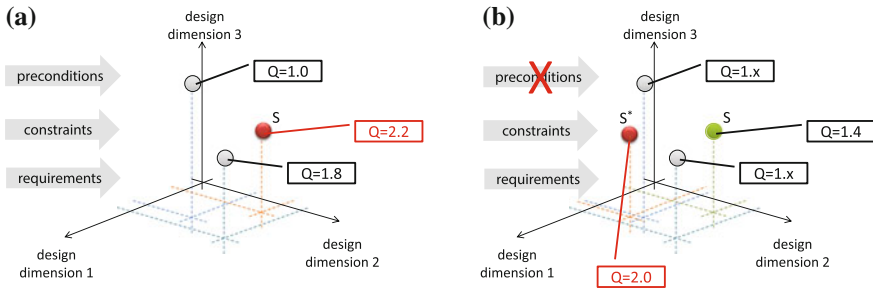 (a)
design
dimension 3
preconditions
Q=1.0
S
constraints
Q=2.2
requirements
Q=1.8
design
dimension 1
design
dimension 2
(b)
design
dimension 3
preconditions
X
Q=1.x
S*
S
constraints
Q=1.4
requirements
Q=1.x
design
dimension 1
design
dimension 2
Q=2.0